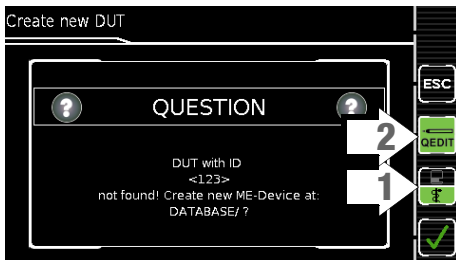 Create new DUT
ESC
? QUESTION ?
2
QEDIT
DUT with ID
<123>
not found! Create new ME-Device at:
DATABASE/ ?
1